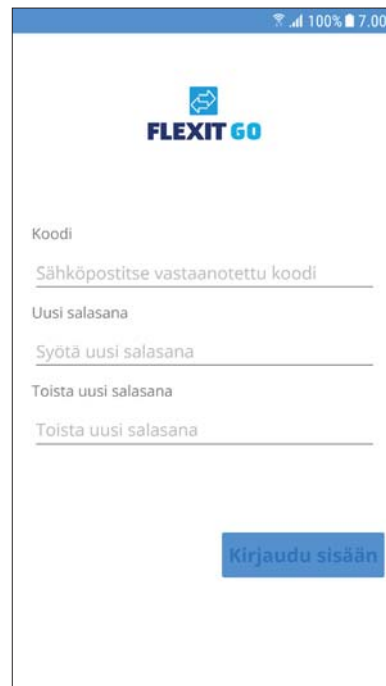 100% 7.00
FLEXIT GO
Koodi
Sähköpostitse vastaanotettu koodi
Uusi salasana
Syötä uusi salasana
Toista uusi salasana
Toista uusi salasana
Kirjaudu sisään